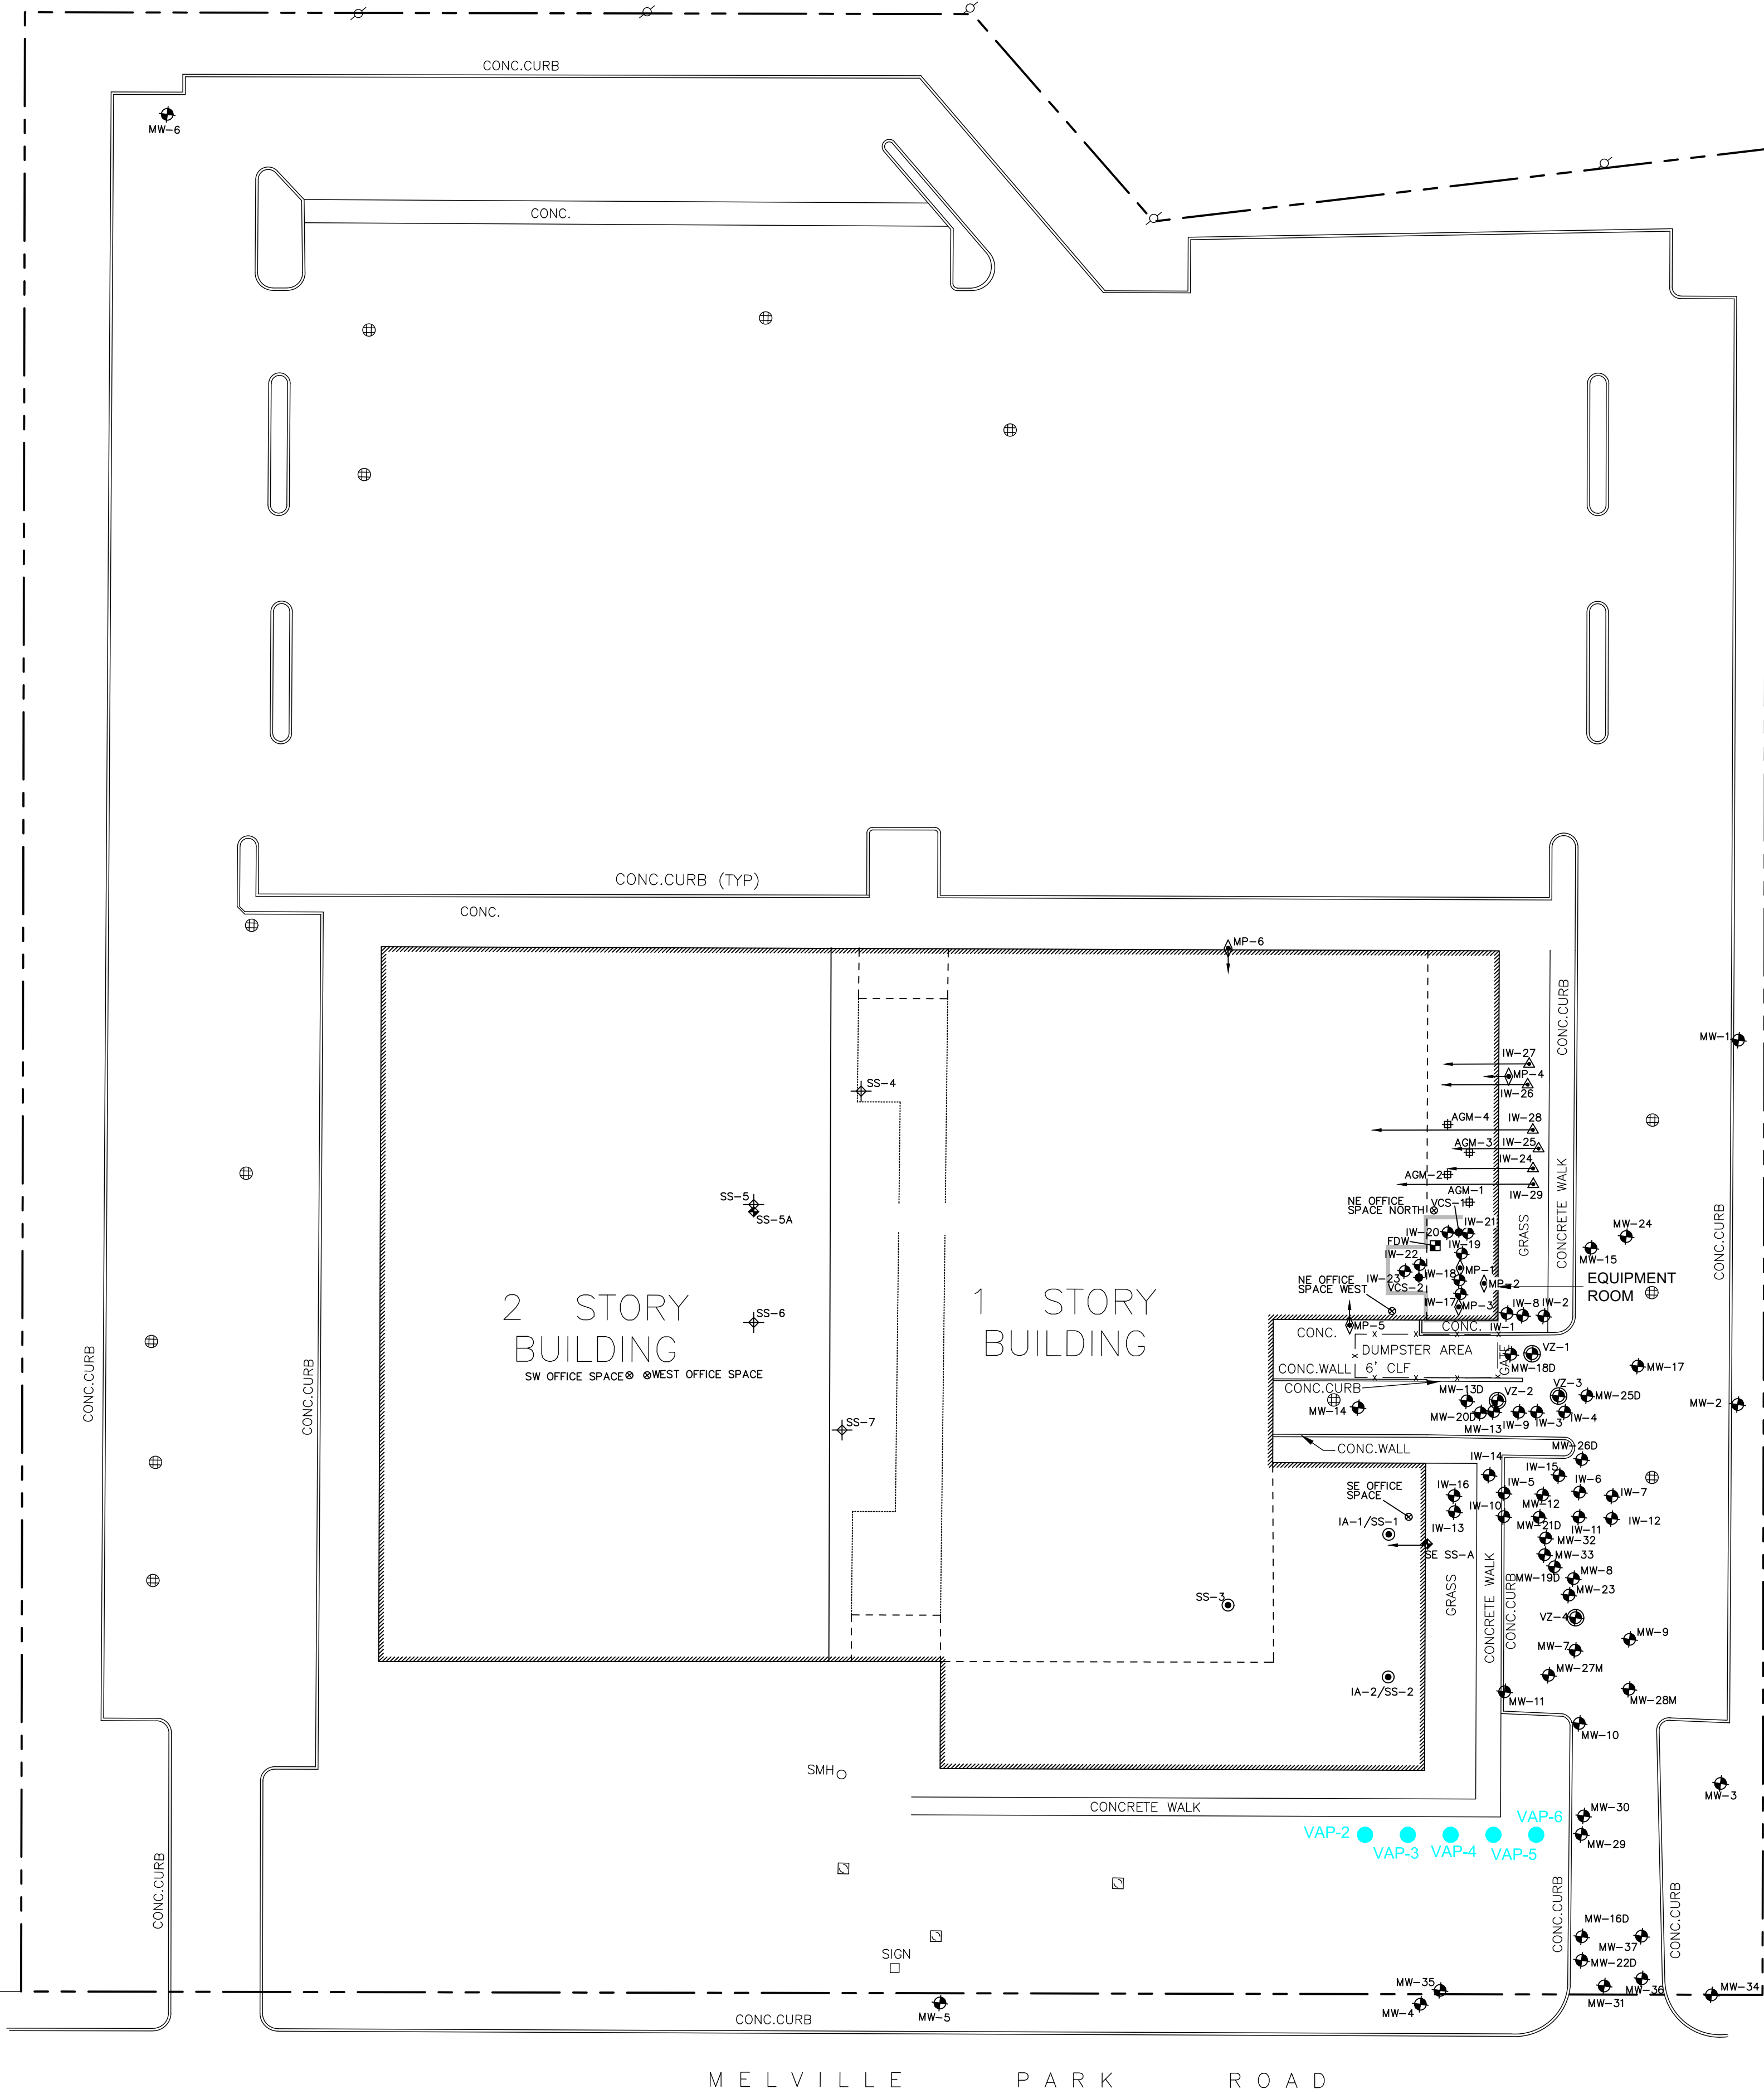 CONC.CURB
MW-6
CONC.
CONC.CURB (TYP)
CONC.
MP-6
CONC.CURB
MW-1
IW-27
MP-4
IW-26
SS-4
AGM-4
IW-28
AGM-3
IW-25
IW-24
AGM-2
AGM-1
IW-29
CONCRETE WALK
SS-5
SS-5A
NE OFFICE
SPACE NORTH
VCS-1
IW-21
IW-20
FDW
IW-19
IW-22
GRASS
MW-24
MW-15
CONC.CURB
MP-1
IW-18
IW-23
VCS-2
MP-2
EQUIPMENT
ROOM
NE OFFICE
SPACE WEST
IW-17
MP-3
2 STORY
BUILDING
1 STORY
BUILDING
SS-6
IW-8
IW-2
IW-1
CONC.
MP-5
CONC.
DUMPSTER AREA
GATE
VZ-1
MW-18D
MW-17
CONC.WALL
6' CLF
SW OFFICE SPACE
WEST OFFICE SPACE
CONC.CURB
CONC.CURB
CONC.CURB
MW-13D
VZ-2
VZ-3
MW-25D
MW-2
MW-14
MW-20D
MW-13
IW-9
IW-3
IW-4
SS-7
CONC.WALL
MW-26D
IW-14
IW-15
IW-6
IW-16
IW-5
IW-7
SE OFFICE
SPACE
IW-10
MW-12
IW-13
MW-21D
IW-11
IW-12
IA-1/SS-1
MW-32
SE SS-A
MW-33
MW-19D
MW-8
MW-23
GRASS
CONCRETE WALK
CONC.CURB
SS-3
VZ-4
MW-9
MW-7
MW-27M
IA-2/SS-2
MW-11
MW-28M
MW-10
SMH
MW-3
CONCRETE WALK
MW-30
VAP-6
VAP-2
MW-29
VAP-3
VAP-4
VAP-5
CONC.CURB
CONC.CURB
CONC.CURB
MW-16D
MW-37
SIGN
MW-22D
MW-35
MW-36
MW-34
MW-31
MW-4
MW-5
CONC.CURB
MELVILLE PARK ROAD